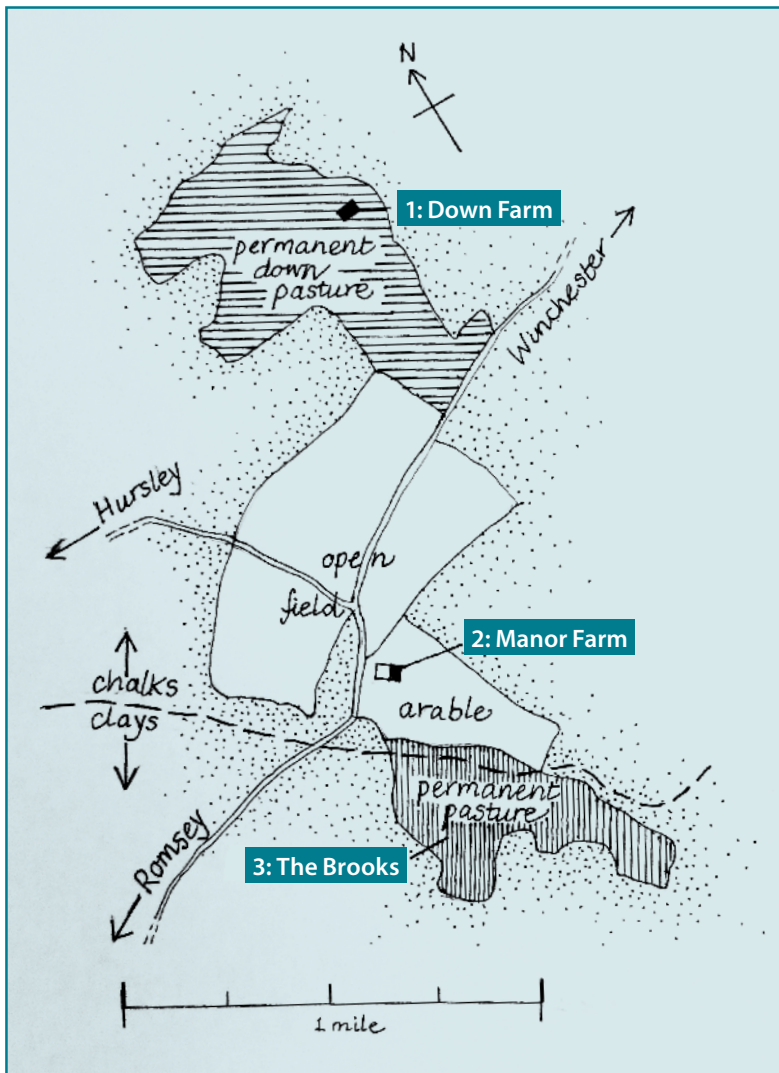 N
1: Down Farm
permanent
down
pasture
Winchester
Hursley
open
field
2: Manor Farm
chalks
clays
arable
permanent
pasture
3: The Brooks
Romsey
1 mile